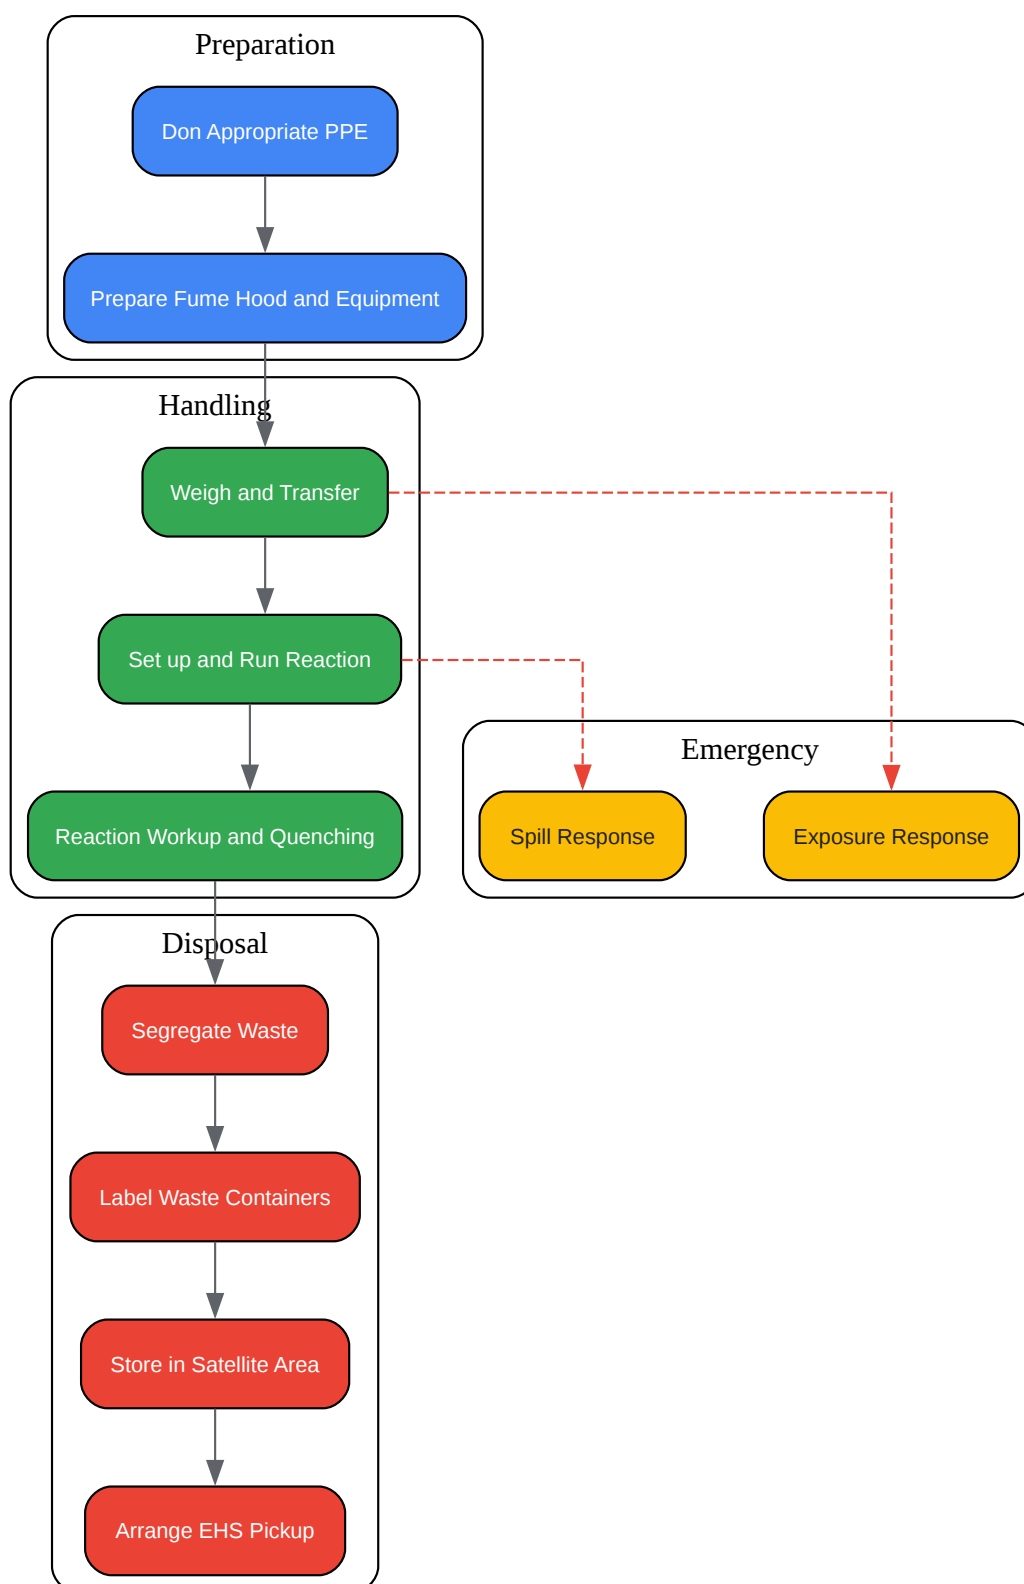 Preparation
Don Appropriate PPE
Prepare Fume Hood and Equipment
Handling
Weigh and Transfer
Set up and Run Reaction
Reaction Workup and Quenching
Emergency
Spill Response
Exposure Response
Disposal
Segregate Waste
Label Waste Containers
Store in Satellite Area
Arrange EHS Pickup